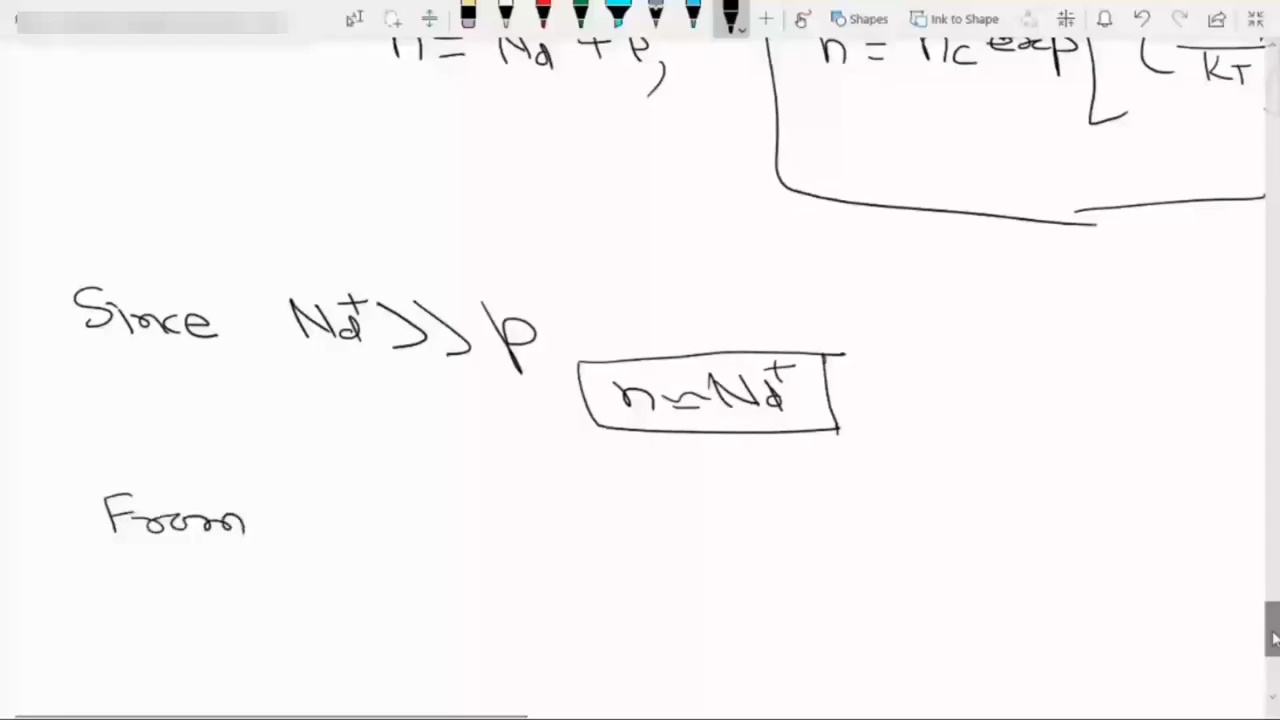 Shapes Ink to Shape
n = Nd + p,
n = nc exp[(
KT
Since Nd⁺ >> p
n ≃ Nd⁺
From